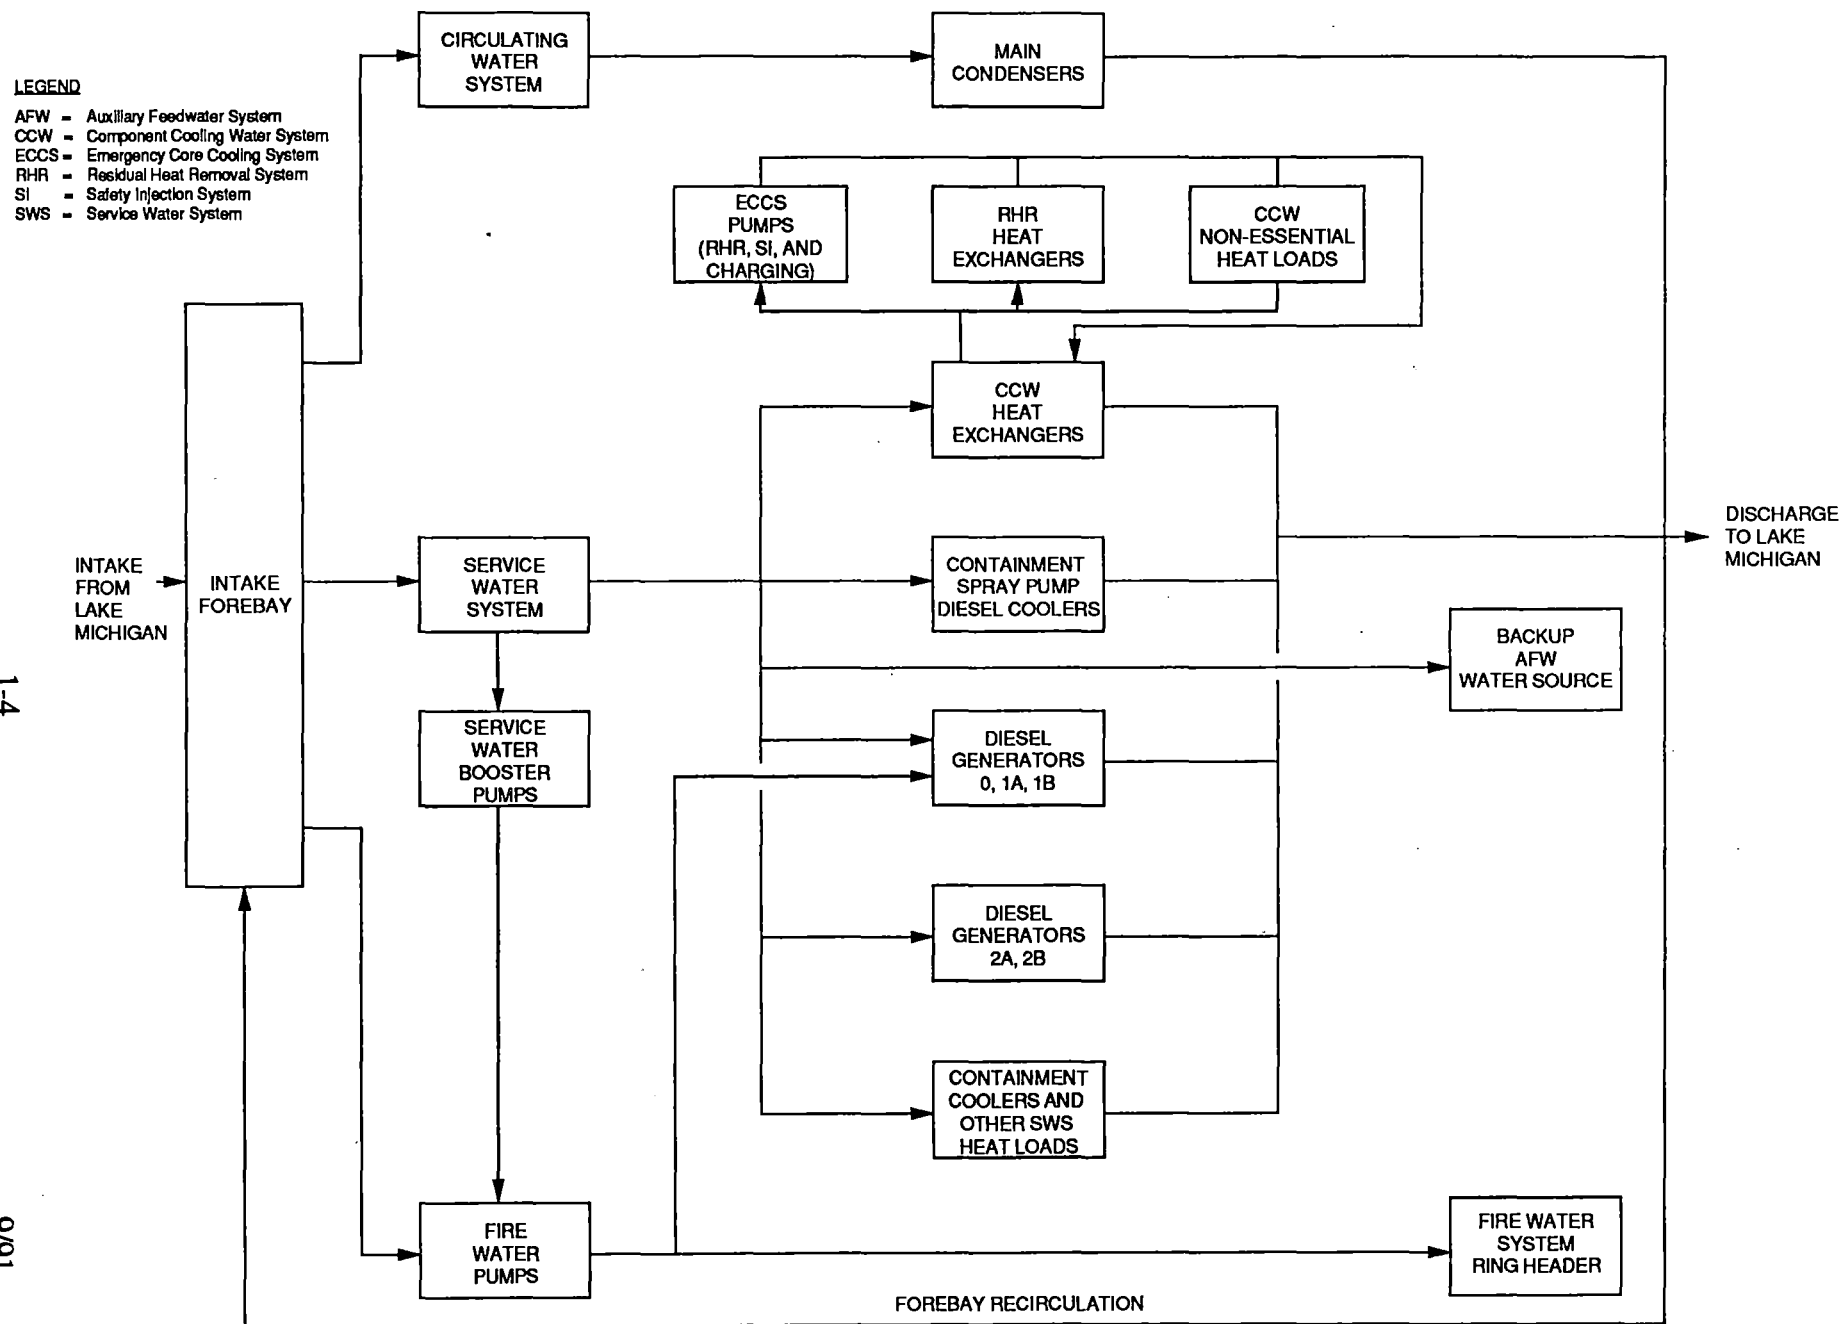 CIRCULATING
WATER
SYSTEM
MAIN
CONDENSERS
LEGEND
AFW = Auxiliary Feedwater System
CCW = Component Cooling Water System
ECCS = Emergency Core Cooling System
RHR = Residual Heat Removal System
SI = Safety Injection System
SWS = Service Water System
ECCS
PUMPS
(RHR, SI, AND
CHARGING)
RHR
HEAT
EXCHANGERS
CCW
NON-ESSENTIAL
HEAT LOADS
CCW
HEAT
EXCHANGERS
INTAKE
FROM
LAKE
MICHIGAN
INTAKE
FOREBAY
SERVICE
WATER
SYSTEM
CONTAINMENT
SPRAY PUMP
DIESEL COOLERS
DISCHARGE
TO LAKE
MICHIGAN
BACKUP
AFW
WATER SOURCE
SERVICE
WATER
BOOSTER
PUMPS
DIESEL
GENERATORS
0, 1A, 1B
DIESEL
GENERATORS
2A, 2B
CONTAINMENT
COOLERS AND
OTHER SWS
HEAT LOADS
FIRE
WATER
PUMPS
FIRE WATER
SYSTEM
RING HEADER
FOREBAY RECIRCULATION
1-4
9/91